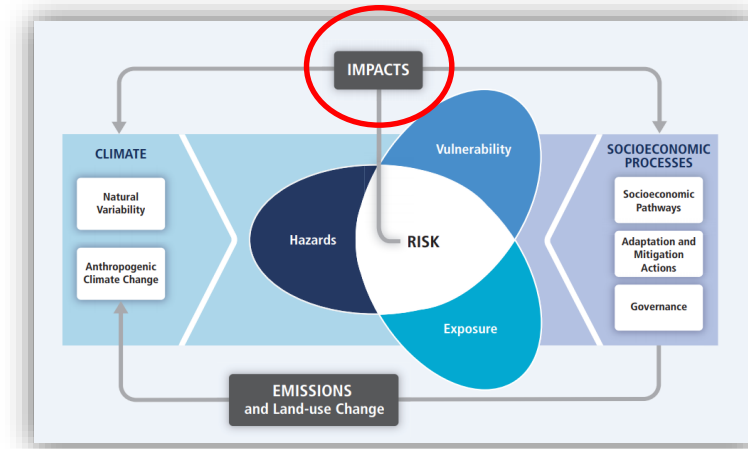 IMPACTS
CLIMATE
Natural
Variability
Anthropogenic
Climate Change
Vulnerability
Hazards
RISK
Exposure
SOCIOECONOMIC
PROCESSES
Socioeconomic
Pathways
Adaptation and
Mitigation
Actions
Governance
EMISSIONS
and Land-use Change